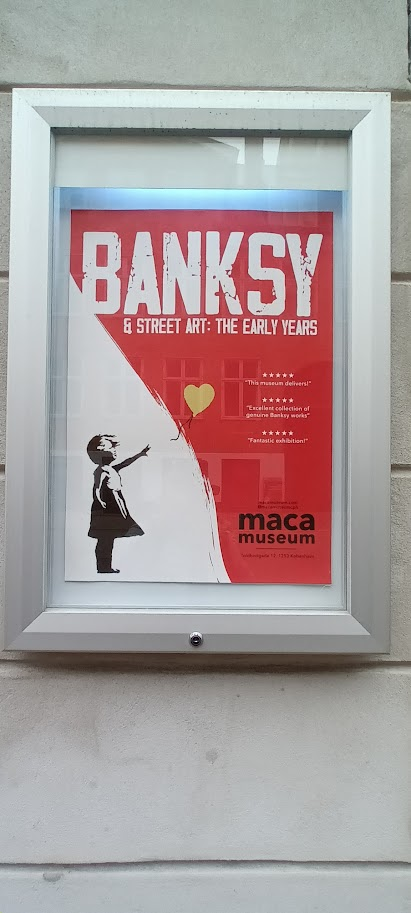 BANKSY
& STREET ART: THE EARLY YEARS
★★★★★
"This museum delivers!"
★★★★★
"Excellent collection of
genuine Banksy works"
★★★★★
"Fantastic exhibition!"
maca
museum